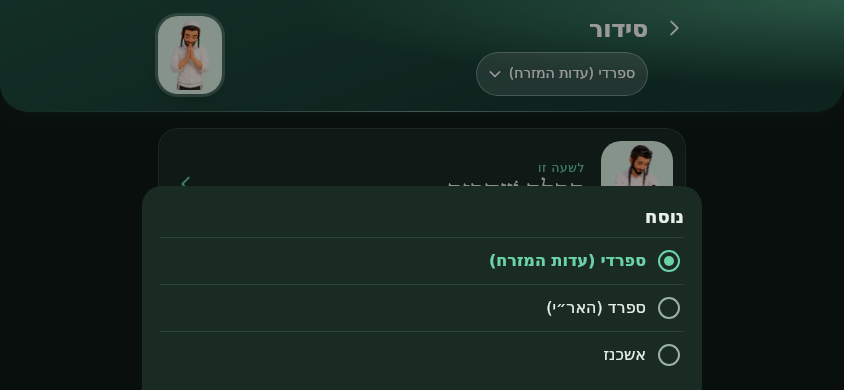 סידור
ספרדי (עדות המזרח)
לשעה זו
נוסח
ספרדי (עדות המזרח)
ספרד (האר״י)
אשכנז